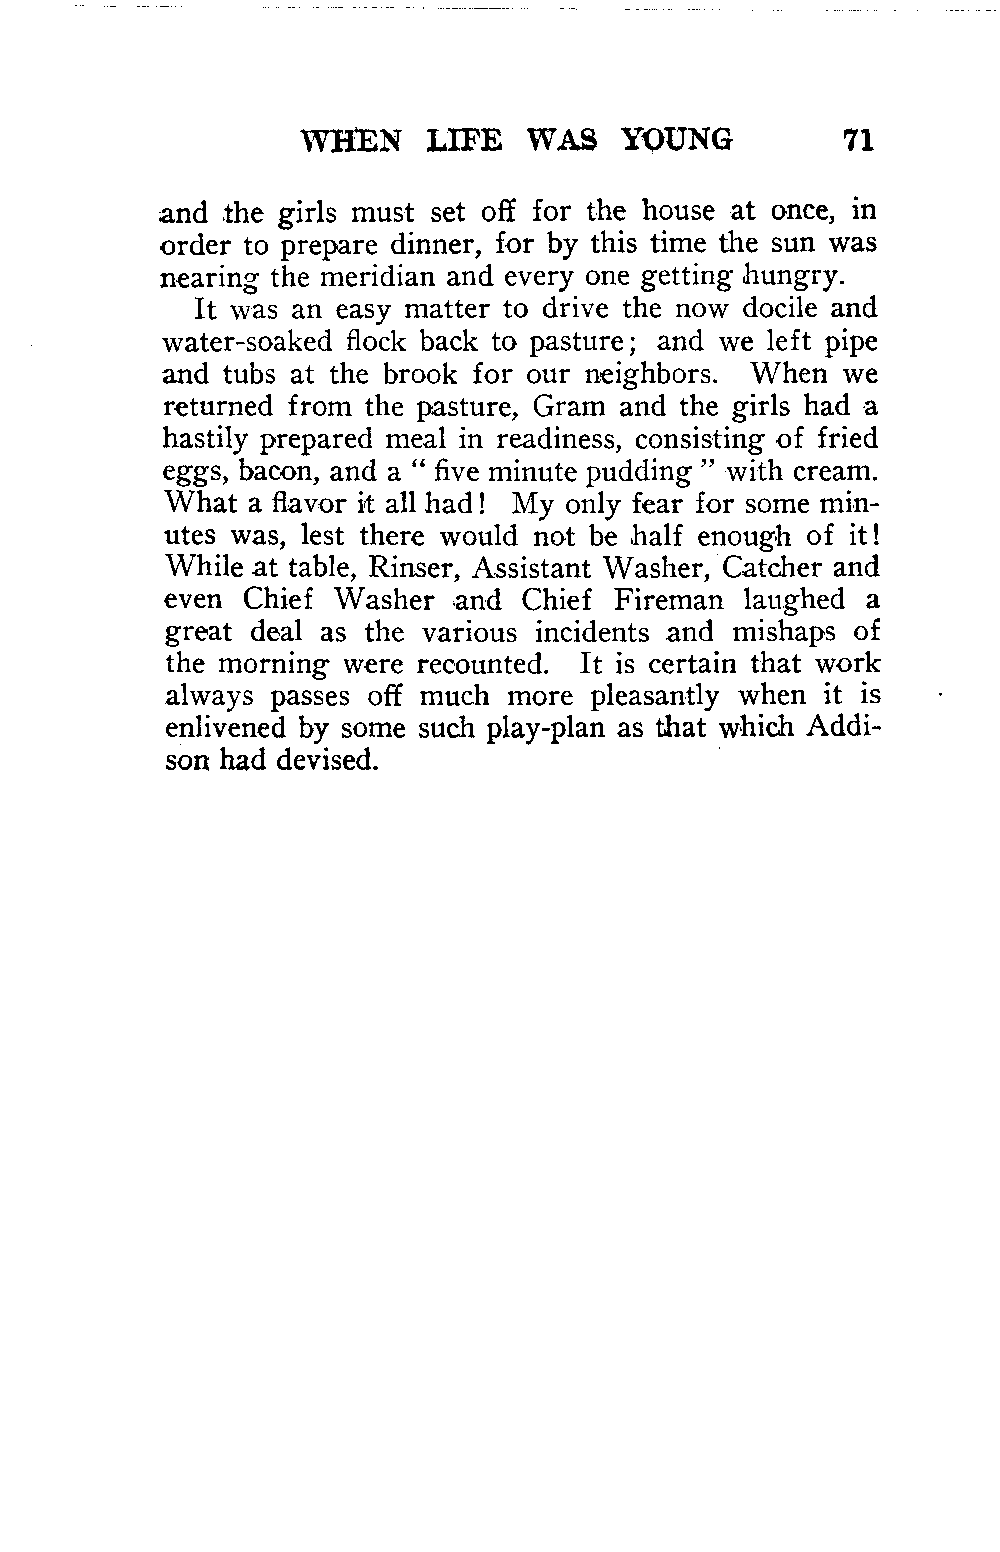 WHEN LIFE WAS YOUNG 71
and the girls must set off for the house at once, in
order to prepare dinner, for by this time the sun was
nearing the meridian and every one getting hungry.
It was an easy matter to drive the now docile and
water-soaked flock back to pasture; and we left pipe
and tubs at the brook for our neighbors. When we
returned from the pasture, Gram and the girls had a
hastily prepared meal in readiness, consisting of fried
eggs, bacon, and a “ five minute pudding ” with cream.
What a flavor it all had! My only fear for some min-
utes was, lest there would not be half enough of it!
While at table, Rinser, Assistant Washer, Catcher and
even Chief Washer and Chief Fireman laughed a
great deal as the various incidents and mishaps of
the morning were recounted. It is certain that work
always passes off much more pleasantly when it is
enlivened by some such play-plan as that which Addi-
son had devised.